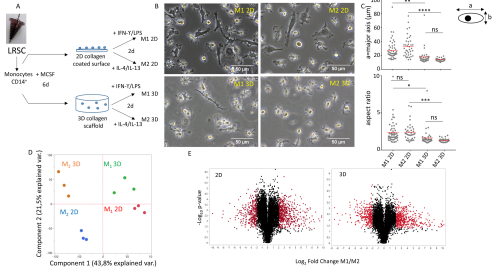 A
LRSC
Monocytes
CD14⁺
+ MCSF
6d
2D collagen
coated surface
3D collagen
scaffold
+ IFN-Y/LPS
2d
+ IL-4/IL-13
M1 2D
M2 2D
+ IFN-Y/LPS
2d
+ IL-4/IL-13
M1 3D
M2 3D
B
M1 2D
50 µm
M2 2D
50 µm
M1 3D
50 µm
M2 3D
50 µm
C
a
b
a=major axis (µm)
**
****
ns
aspect ratio
ns
*
***
ns
M1 2D
M2 2D
M1 3D
M2 3D
D
Component 2 (21,5% explained var.)
M₂ 3D
M₁ 3D
M₂ 2D
M₁ 2D
Component 1 (43,8% explained var.)
E
-Log₁₀ p-value
2D
3D
Log₂ Fold Change M1/M2